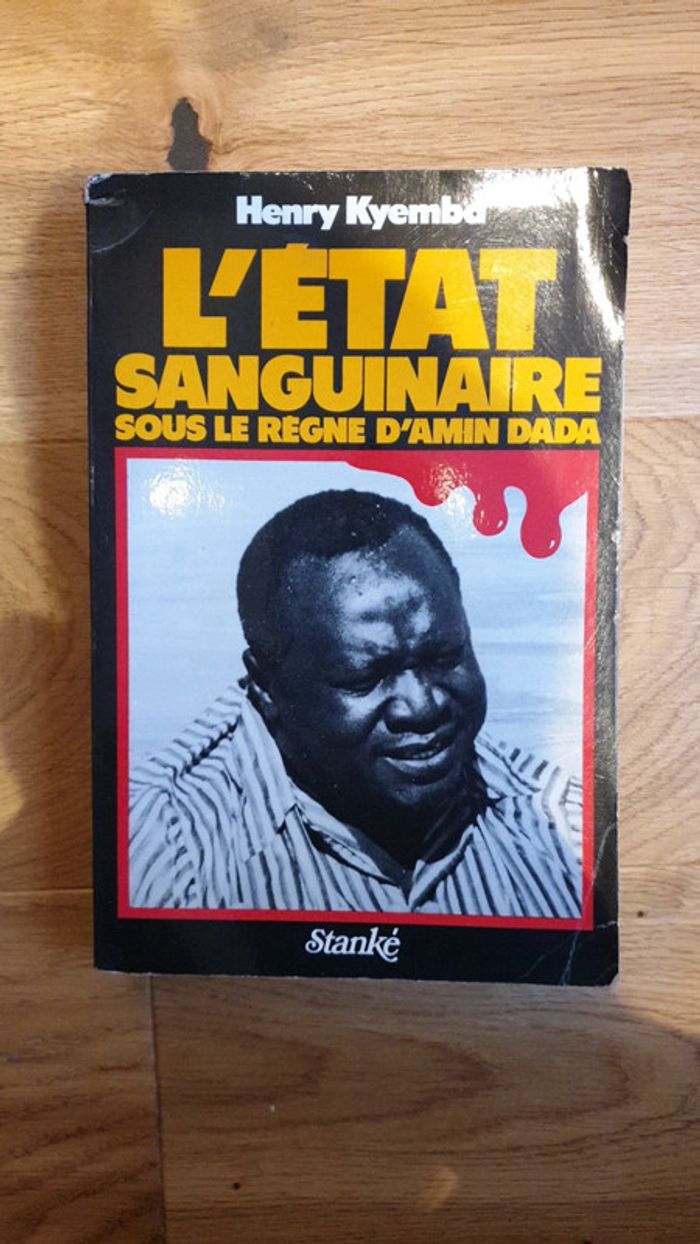 Henry Kyemba
L'ÉTAT
SANGUINAIRE
SOUS LE RÈGNE D'AMIN DADA
Stanké